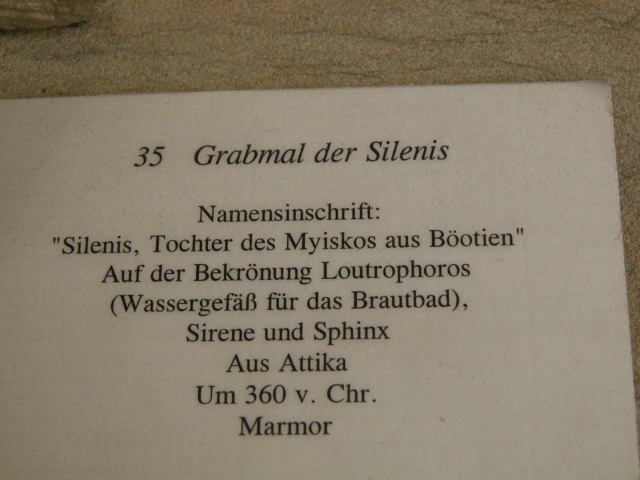 35 Grabmal der Silenis
Namensinschrift:
"Silenis, Tochter des Myiskos aus Böotien"
Auf der Bekrönung Loutrophoros
(Wassergefäß für das Brautbad),
Sirene und Sphinx
Aus Attika
Um 360 v. Chr.
Marmor